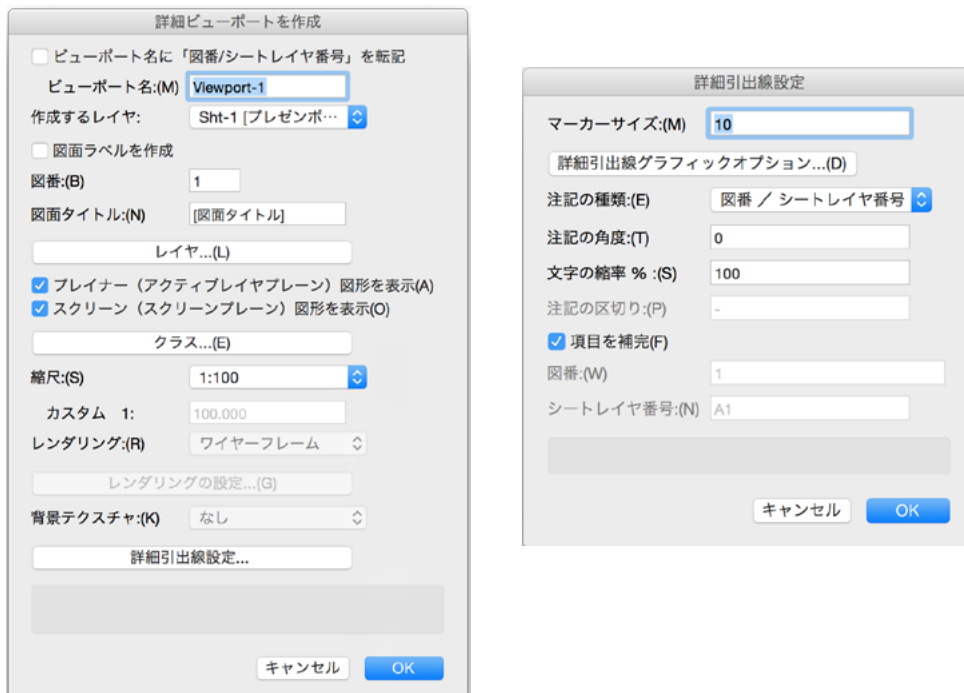 詳細ビューポートを作成
ビューポート名に「図番/シートレイヤ番号」を転記
ビューポート名:(M) Viewport-1
作成するレイヤ: Sht-1 [プレゼンボ…
図面ラベルを作成
図番:(B) 1
図面タイトル:(N) [図面タイトル]
レイヤ...(L)
プレイナー（アクティブレイヤプレーン）図形を表示(A)
スクリーン（スクリーンプレーン）図形を表示(O)
クラス...(E)
縮尺:(S) 1:100
カスタム 1: 100.000
レンダリング:(R) ワイヤーフレーム
レンダリングの設定...(G)
背景テクスチャ:(K) なし
詳細引出線設定...
キャンセル OK
詳細引出線設定
マーカーサイズ:(M) 10
詳細引出線グラフィックオプション...(D)
注記の種類:(E) 図番 ／ シートレイヤ番号
注記の角度:(T) 0
文字の縮率 % :(S) 100
注記の区切り:(P) -
項目を補完(F)
図番:(W) 1
シートレイヤ番号:(N) A1
キャンセル OK